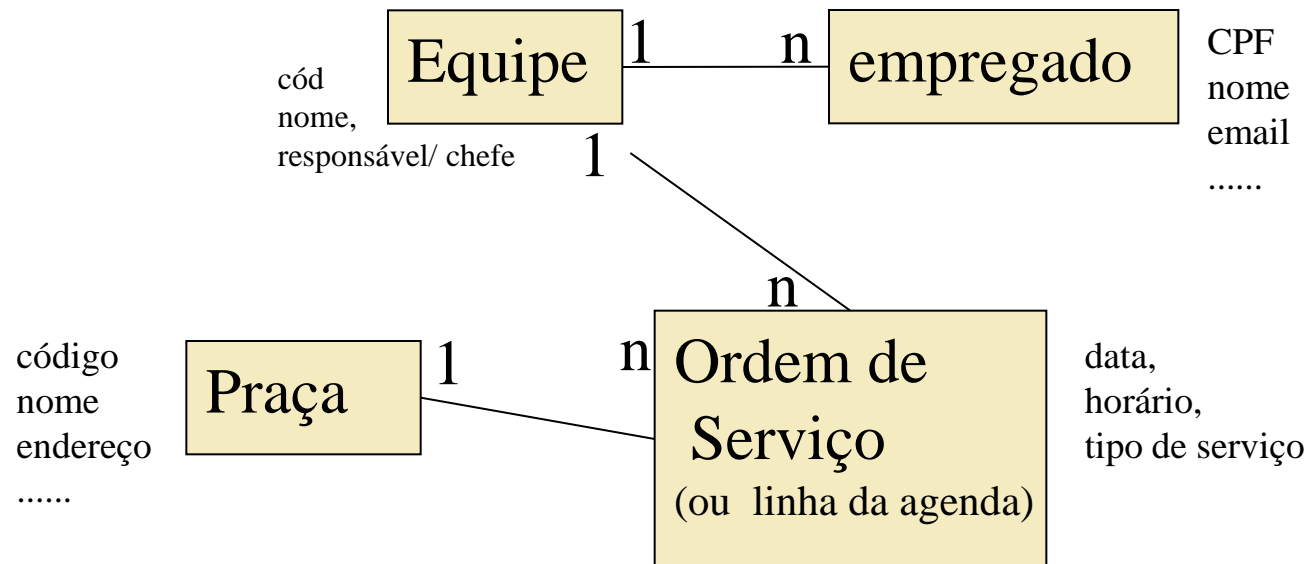 Equipe
1
n
empregado
cód
nome,
responsável/ chefe
CPF
nome
email
......
1
n
código
nome
endereço
......
Praça
1
n
Ordem de
Serviço
(ou linha da agenda)
data,
horário,
tipo de serviço